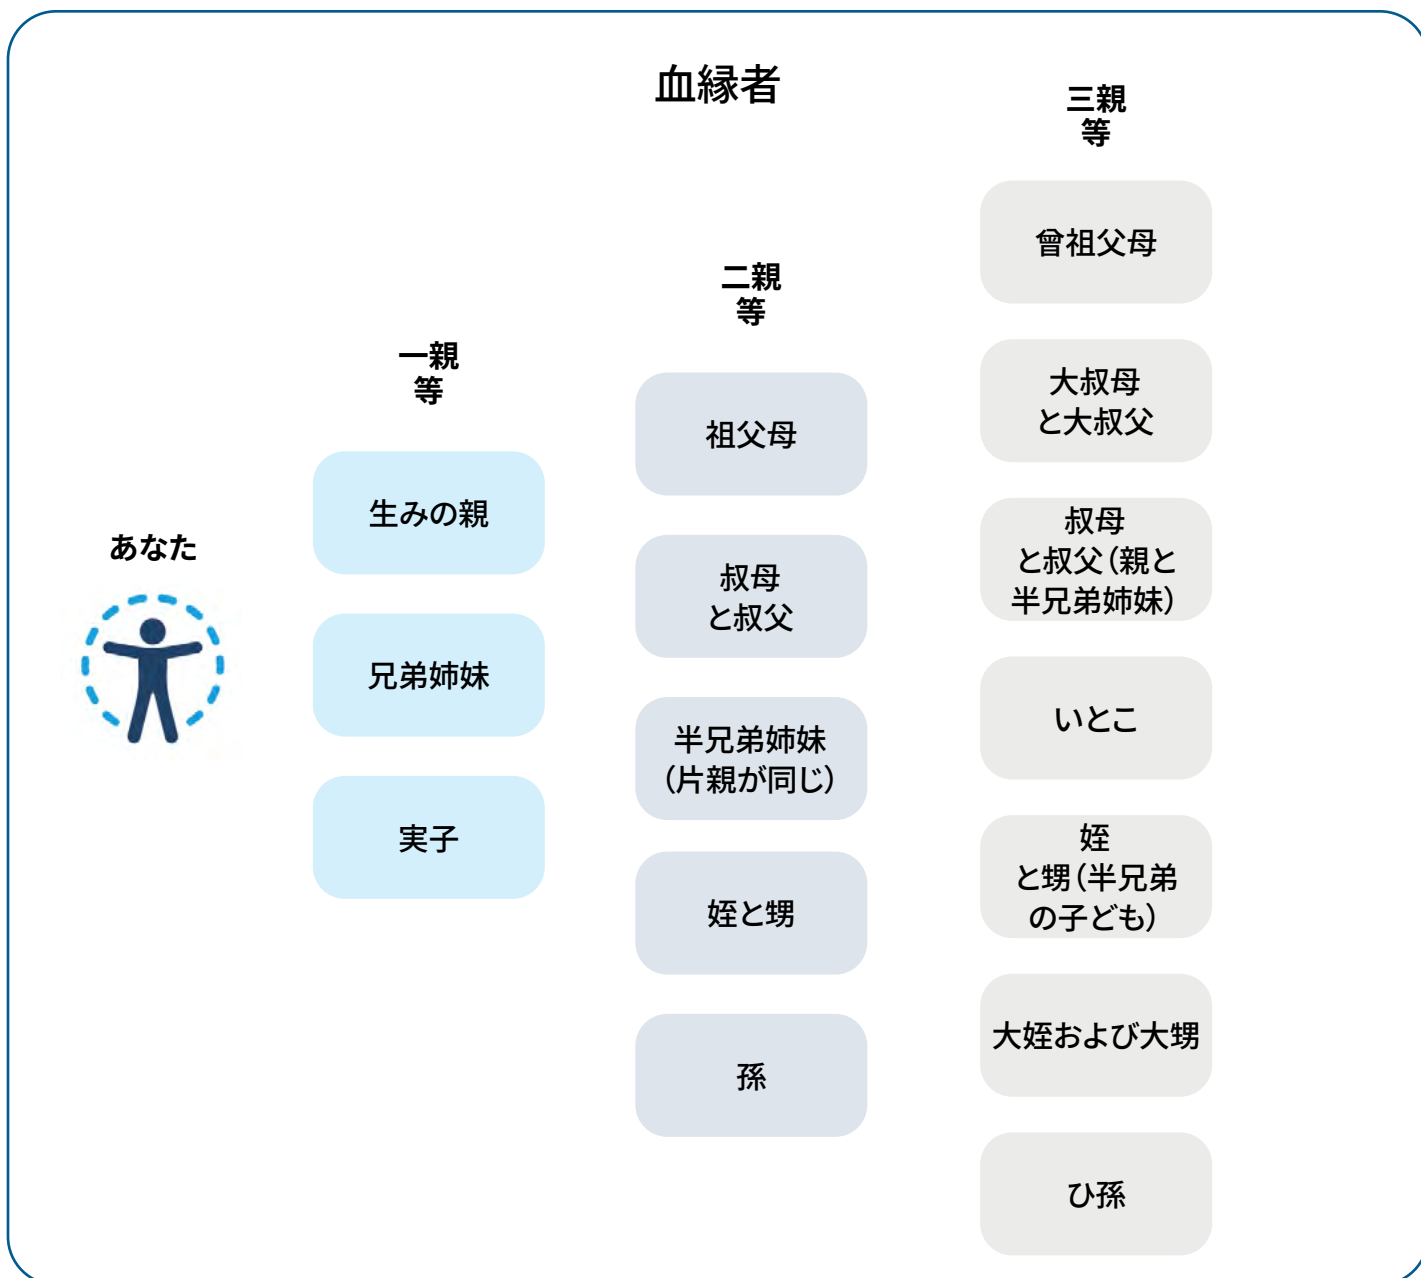 血縁者
あなた
一親
等
生みの親
兄弟姉妹
実子
二親
等
祖父母
叔母
と叔父
半兄弟姉妹
（片親が同じ）
姪と甥
孫
三親
等
曾祖父母
大叔母
と大叔父
叔母
と叔父（親と
半兄弟姉妹）
いとこ
姪
と甥（半兄弟
の子ども）
大姪および大甥
ひ孫